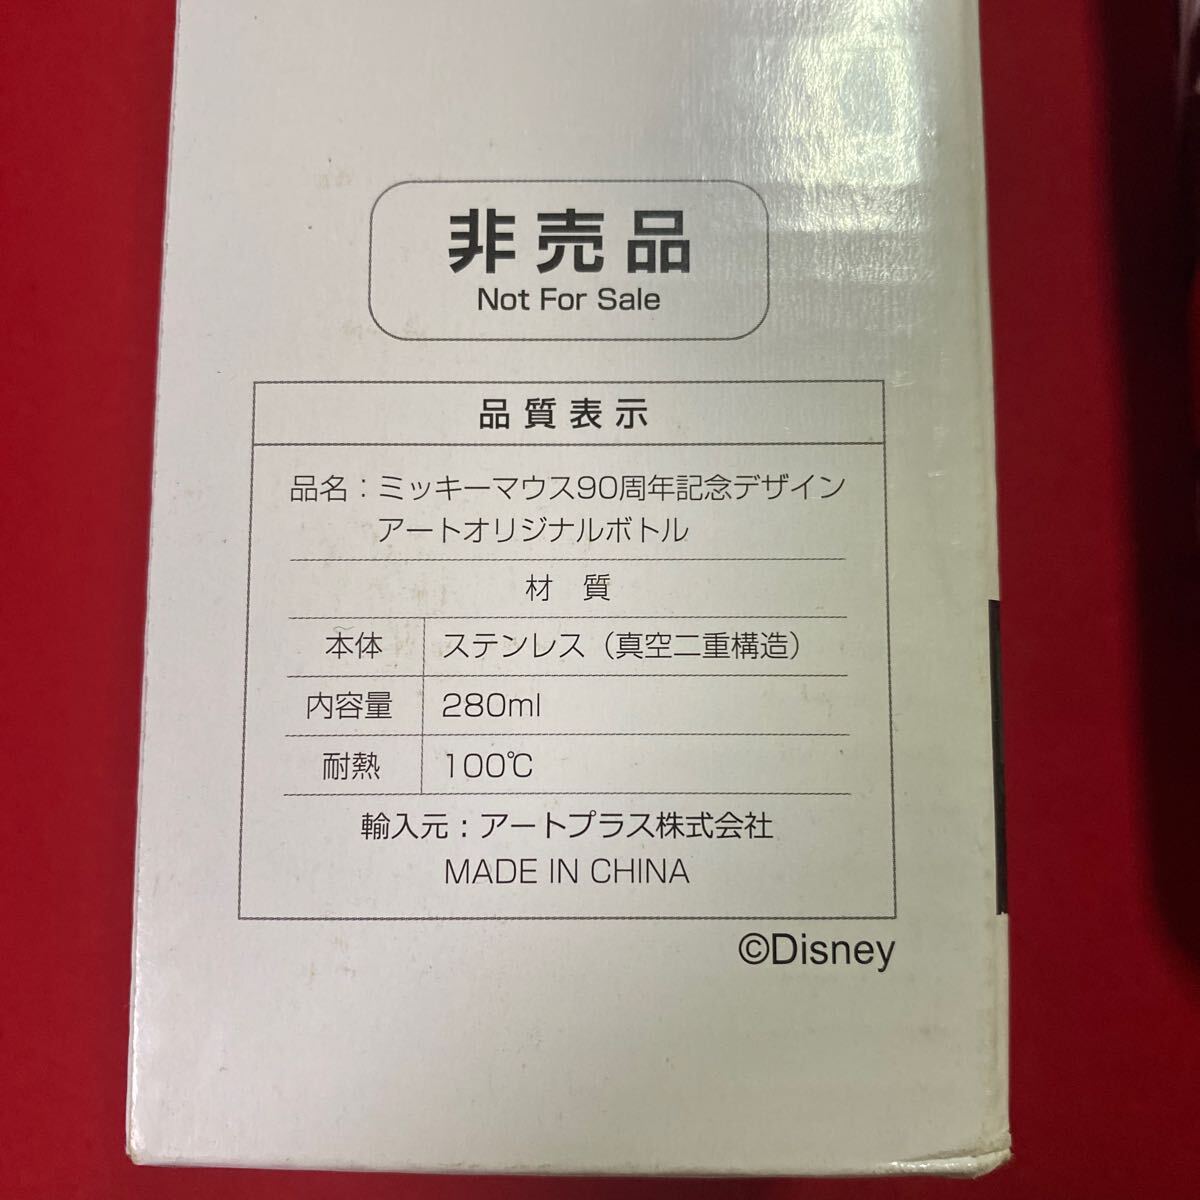 非売品
Not For Sale
品質表示
品名：ミッキーマウス90周年記念デザイン
アートオリジナルボトル
材 質
本体 ステンレス（真空二重構造）
内容量 280ml
耐熱 100℃
輸入元：アートプラス株式会社
MADE IN CHINA
©Disney